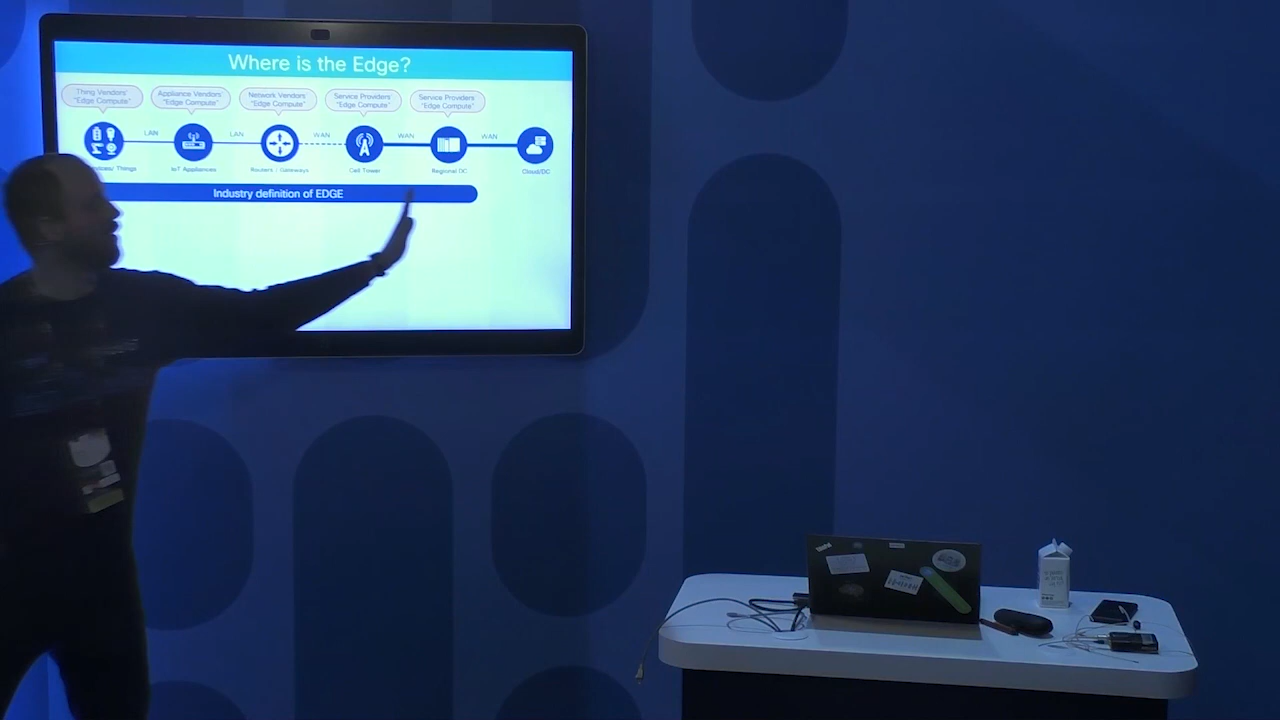 Where is the Edge?
Thing Vendors'
"Edge Compute"
Appliance Vendors
"Edge Compute"
Network Vendors
"Edge Compute"
Service Providers'
"Edge Compute"
Service Providers
"Edge Compute"
LAN
LAN
WAN
WAN
WAN
Things
IoT Appliances
Routers / Gateways
Cell Tower
Regional DC
Cloud/DC
Industry definition of EDGE